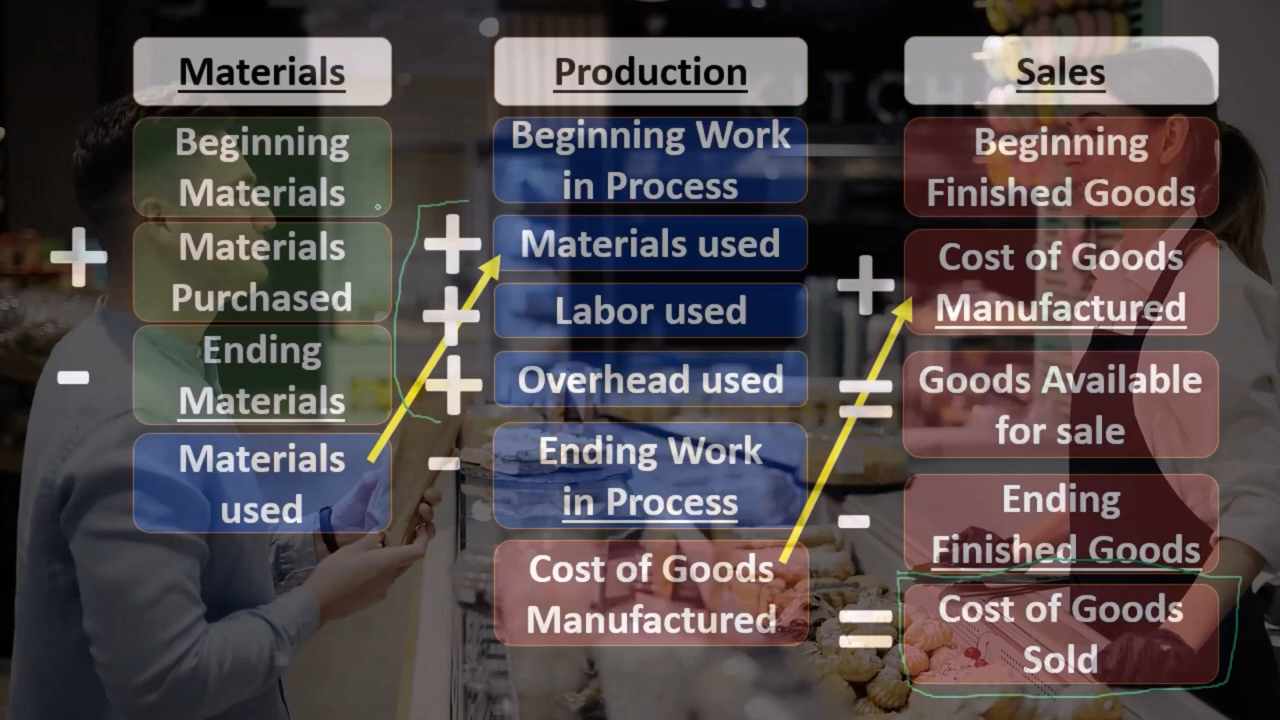 Materials
Beginning
Materials
+
Materials
Purchased
-
Ending
Materials
Materials
used
Production
Beginning Work
in Process
+
Materials used
+
Labor used
+
Overhead used
-
Ending Work
in Process
Cost of Goods
Manufactured
Sales
Beginning
Finished Goods
+
Cost of Goods
Manufactured
=
Goods Available
for sale
-
Ending
Finished Goods
=
Cost of Goods
Sold